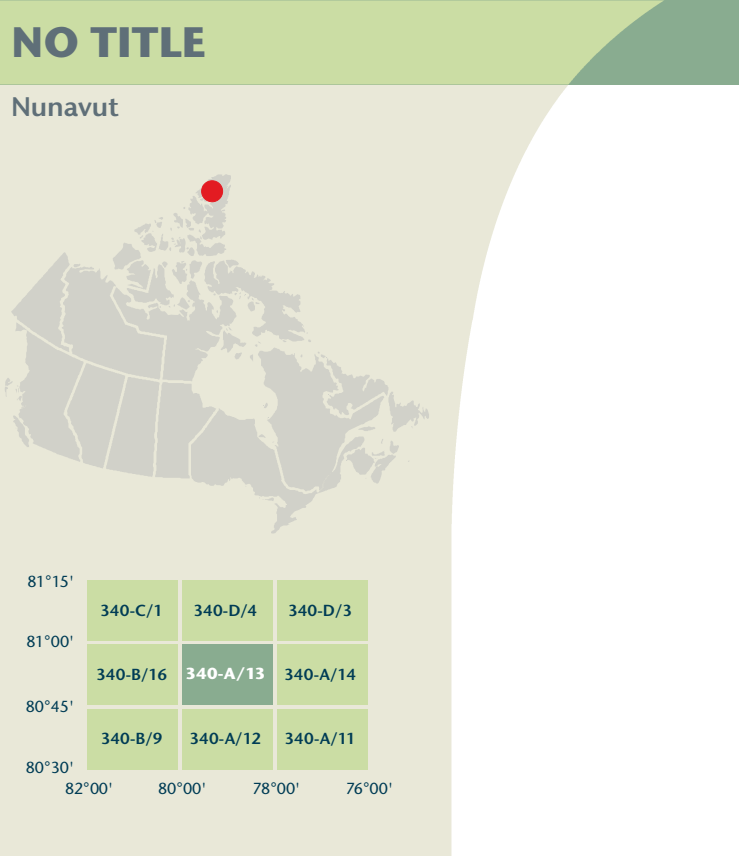 NO TITLE
Nunavut
81°15'
340-C/1 340-D/4 340-D/3
81°00'
340-B/16 340-A/13 340-A/14
80°45'
340-B/9 340-A/12 340-A/11
80°30'
82°00' 80°00' 78°00' 76°00'